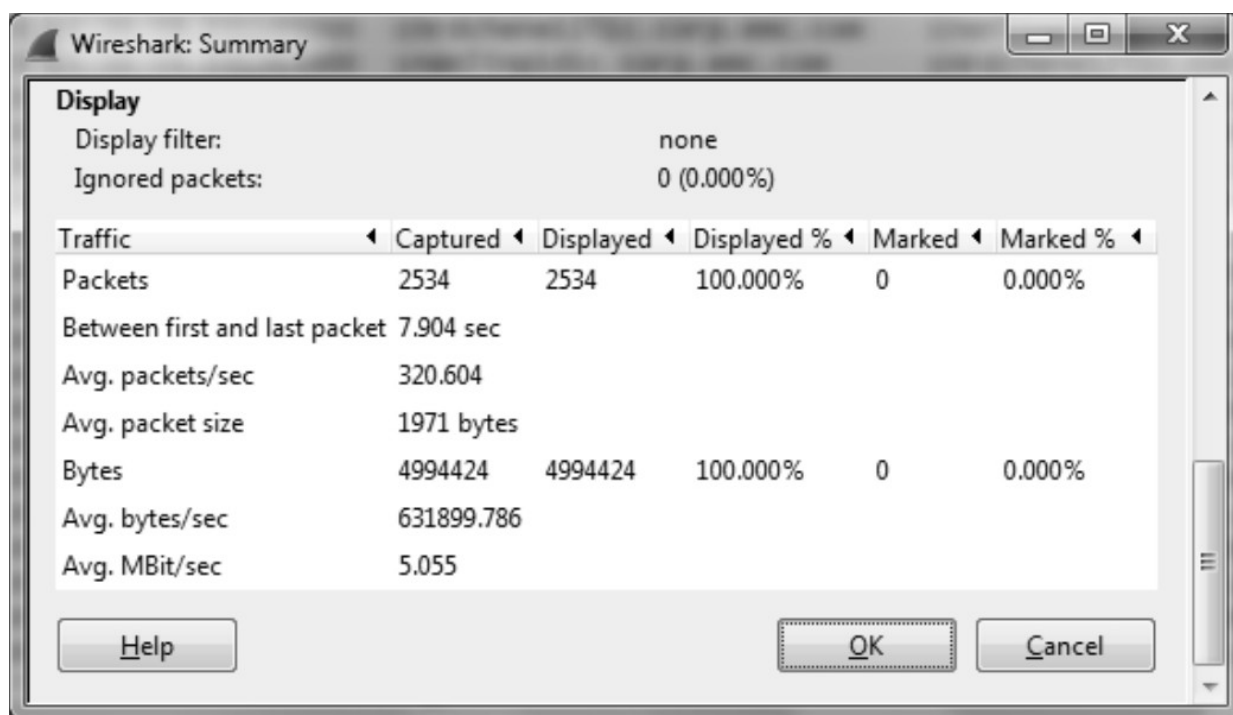 Wireshark: Summary
Display
Display filter: none
Ignored packets: 0 (0.000%)
Traffic Captured Displayed Displayed % Marked Marked %
Packets 2534 2534 100.000% 0 0.000%
Between first and last packet 7.904 sec
Avg. packets/sec 320.604
Avg. packet size 1971 bytes
Bytes 4994424 4994424 100.000% 0 0.000%
Avg. bytes/sec 631899.786
Avg. MBit/sec 5.055
Help OK Cancel